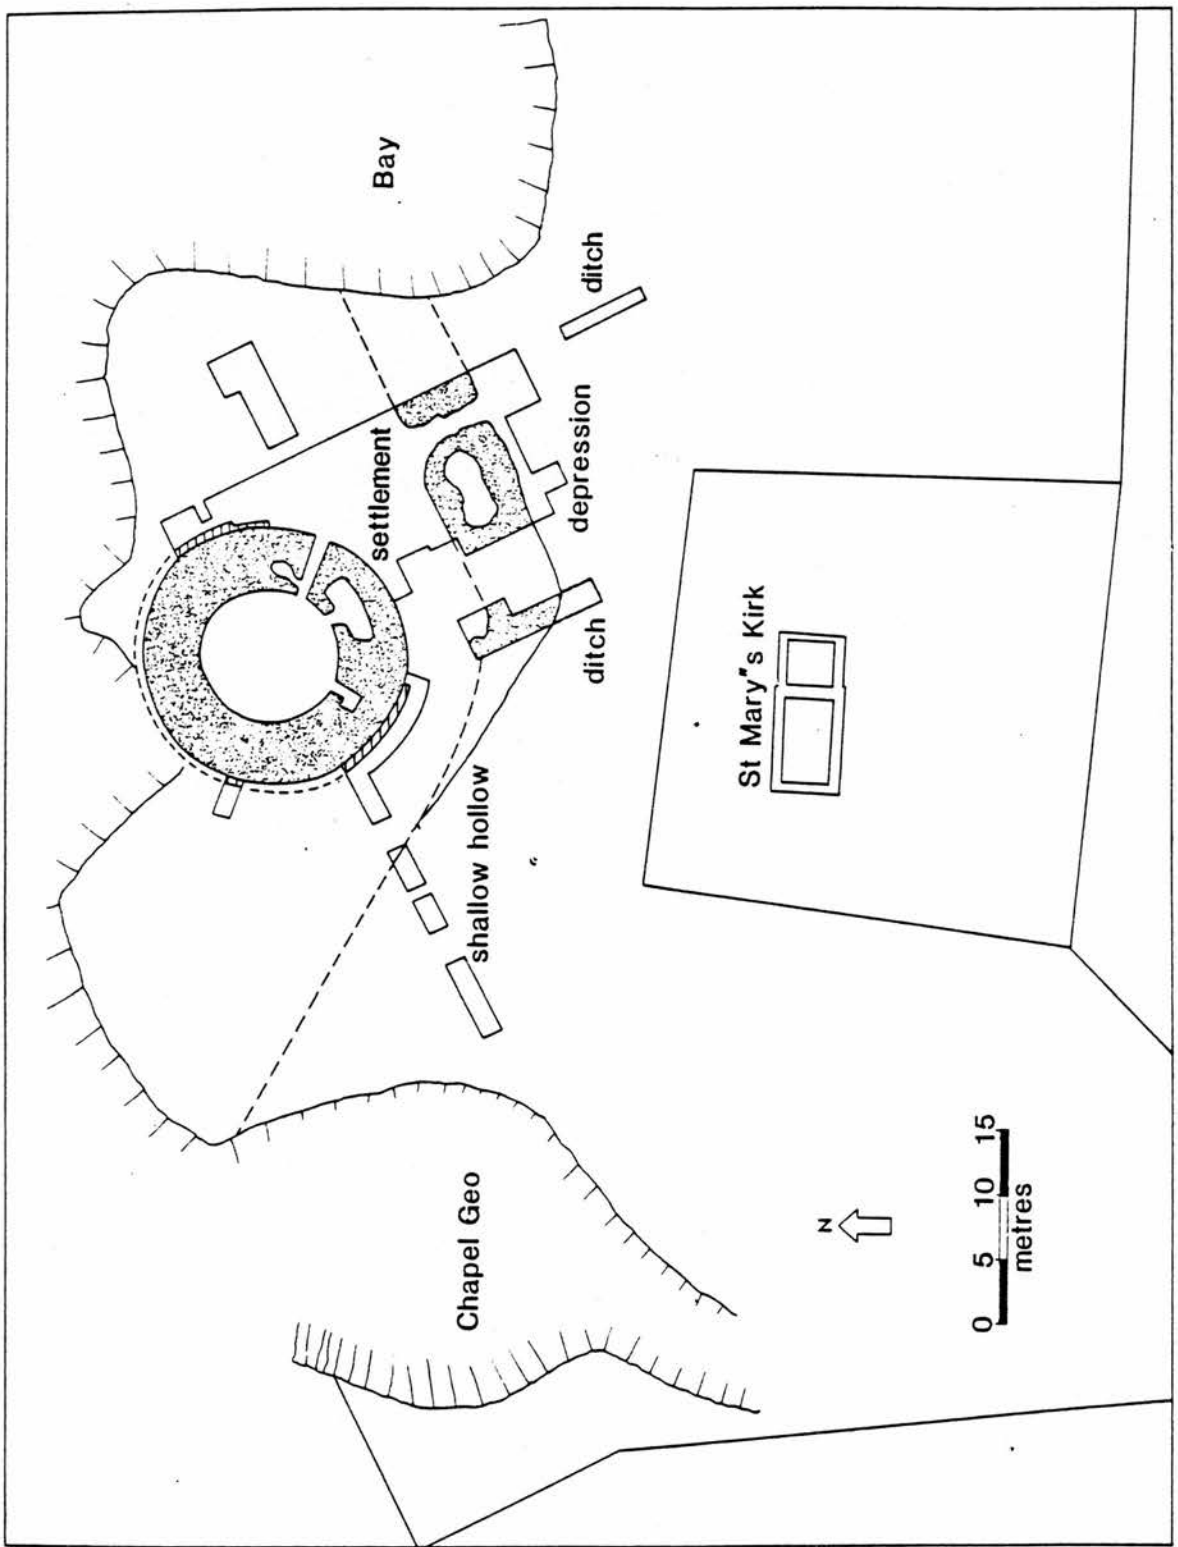 Bay
ditch
settlement
depression
ditch
shallow hollow
St Mary"s Kirk
Chapel Geo
N
0 5 10 15
metres